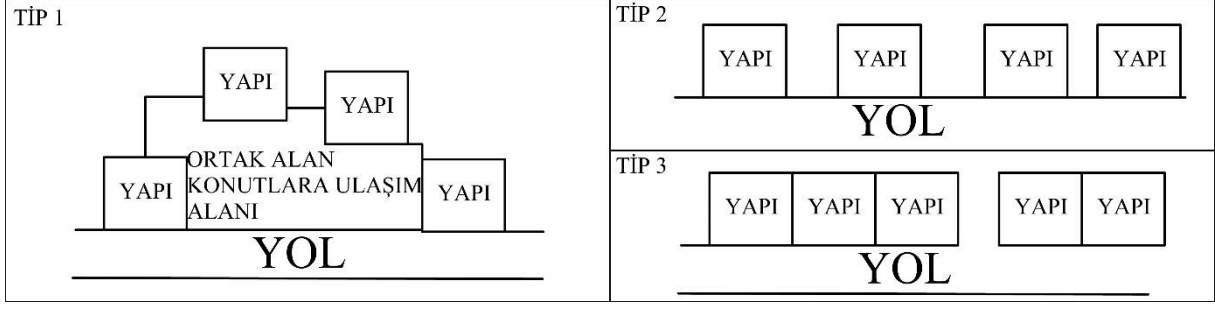 TİP 1
YAPI
YAPI
YAPI
ORTAK ALAN
KONUTLARA ULAŞIM
ALANI
YAPI
YOL
TİP 2
YAPI YAPI YAPI YAPI
YOL
TİP 3
YAPI YAPI YAPI YAPI YAPI
YOL